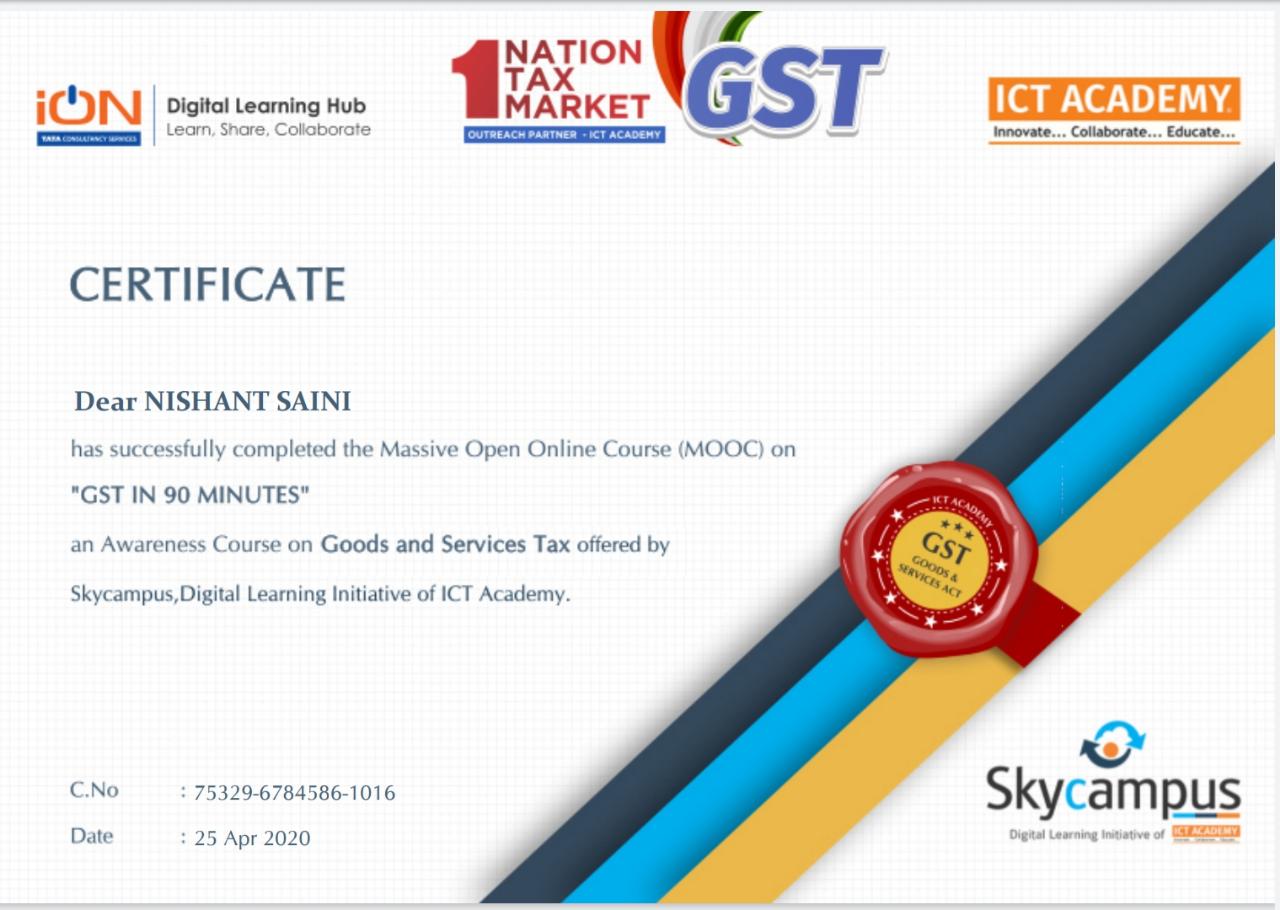 iON
TATA CONSULTANCY SERVICES
Digital Learning Hub
Learn, Share, Collaborate
1 NATION
TAX
MARKET
OUTREACH PARTNER - ICT ACADEMY
GST
ICT ACADEMY
Innovate... Collaborate... Educate...
CERTIFICATE
Dear NISHANT SAINI
has successfully completed the Massive Open Online Course (MOOC) on
"GST IN 90 MINUTES"
an Awareness Course on Goods and Services Tax offered by
Skycampus,Digital Learning Initiative of ICT Academy.
ICT ACADEMY
GST
GOODS &
SERVICES ACT
C.No : 75329-6784586-1016
Date : 25 Apr 2020
Skycampus
Digital Learning Initiative of ICT ACADEMY